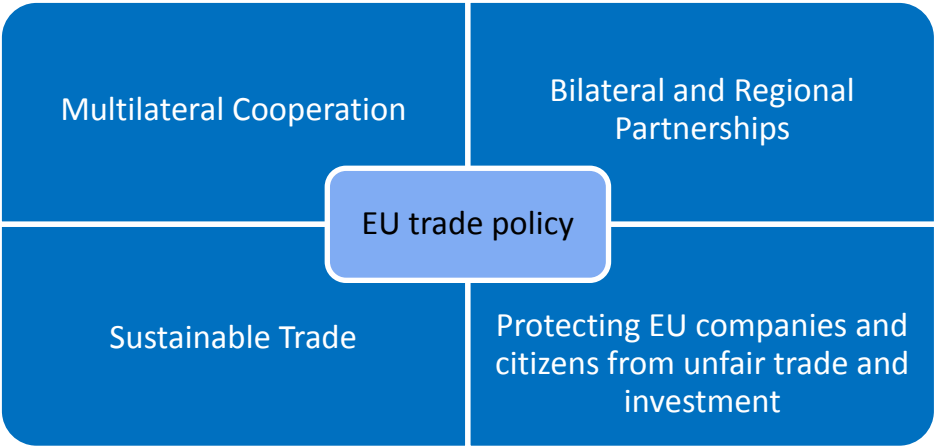 Multilateral Cooperation
Bilateral and Regional
Partnerships
EU trade policy
Sustainable Trade
Protecting EU companies and
citizens from unfair trade and
investment